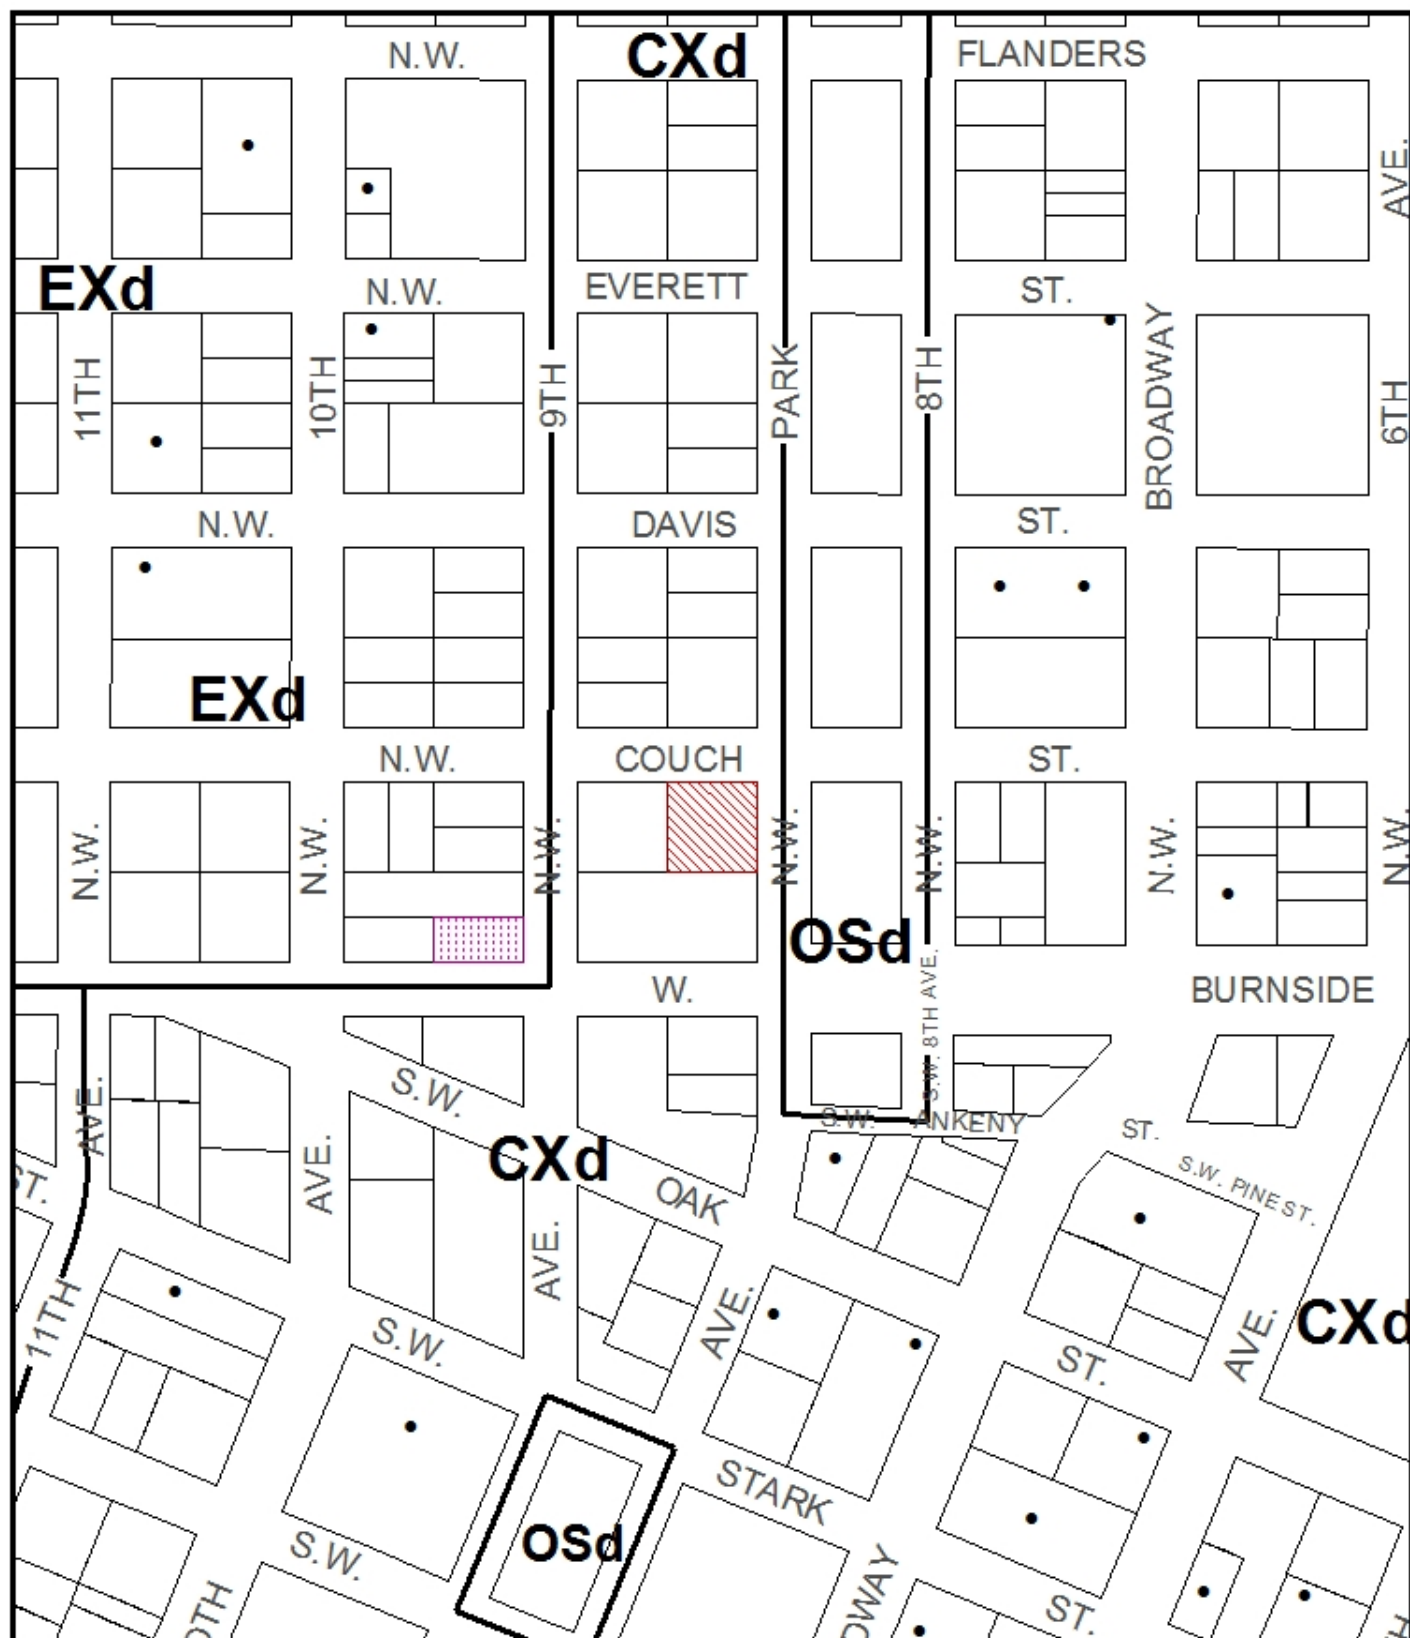 N.W.
CXd
FLANDERS
AVE.
EXd
N.W.
EVERETT
ST.
11TH
10TH
9TH
PARK
8TH
BROADWAY
6TH
N.W.
DAVIS
ST.
EXd
N.W.
COUCH
ST.
N.W.
N.W.
N.W.
N.W.
N.W.
N.W.
N.W.
OSd
W.
BURNSIDE
S.W. 8TH AVE.
S.W.
AVE.
S.W.
ANKENY
ST.
ST.
AVE.
CXd
OAK
S.W. PINE ST.
AVE.
11TH
S.W.
AVE.
ST.
AVE.
CXd
STARK
OSd
S.W.
ST.